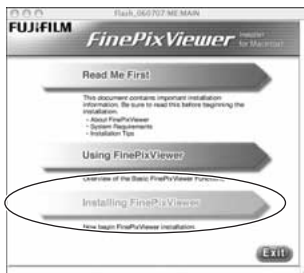 Flash_060707-ME:MAIN
FUJIFILM
FinePixViewer Installer for Macintosh
Read Me First
This document contains important installation
information. Be sure to read this before beginning the
installation.
- About FinePixViewer
- System Requirements
- Installation Tips
Using FinePixViewer
Overview of the Basic FinePixViewer Functions.
Installing FinePixViewer
Now begin FinePixViewer installation.
Exit